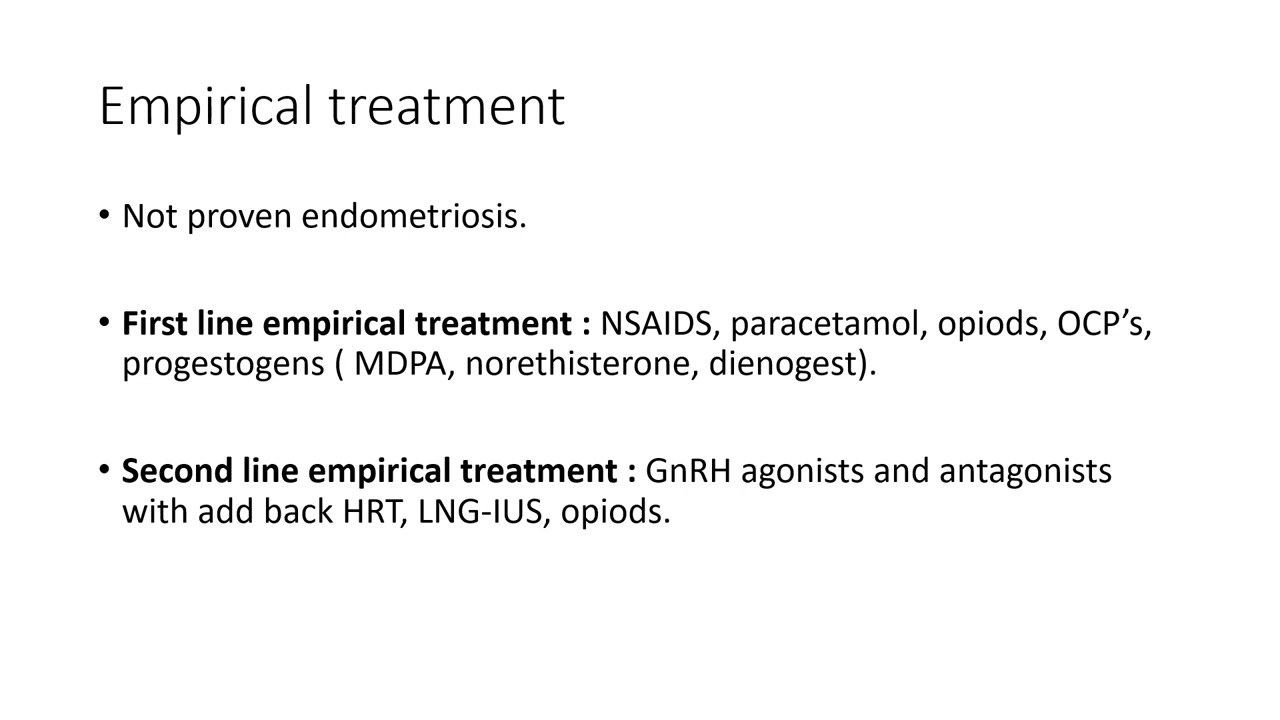 Empirical treatment
• Not proven endometriosis.
• First line empirical treatment : NSAIDS, paracetamol, opiods, OCP’s,
progestogens ( MDPA, norethisterone, dienogest).
• Second line empirical treatment : GnRH agonists and antagonists
with add back HRT, LNG-IUS, opiods.